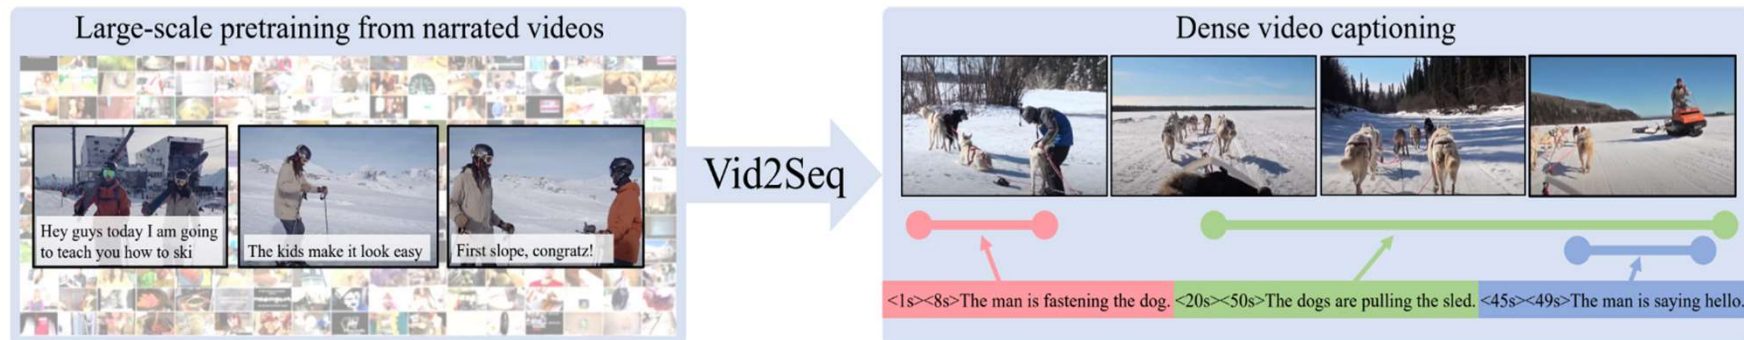 Large-scale pretraining from narrated videos
Hey guys today I am going
to teach you how to ski
The kids make it look easy
First slope, congratz!
Vid2Seq
Dense video captioning
<1s><8s>The man is fastening the dog. <20s><50s>The dogs are pulling the sled. <45s><49s>The man is saying hello.